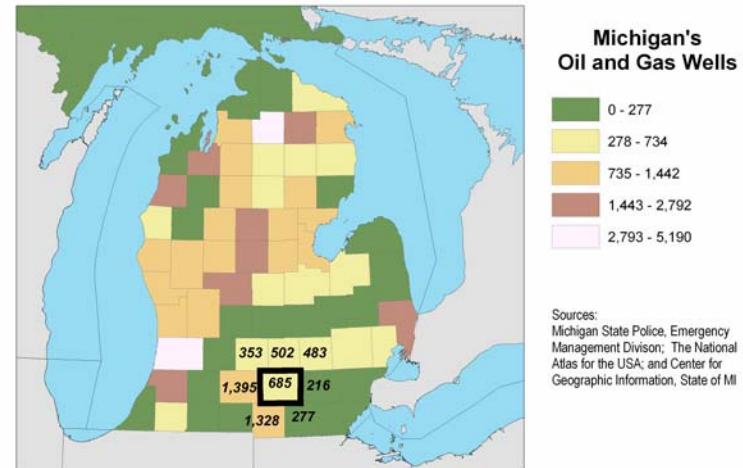 Michigan's
Oil and Gas Wells
0 - 277
278 - 734
735 - 1,442
1,443 - 2,792
2,793 - 5,190
353 502 483
1,395 685 216
1,328 277
Sources:
Michigan State Police, Emergency
Management Divison; The National
Atlas for the USA; and Center for
Geographic Information, State of MI